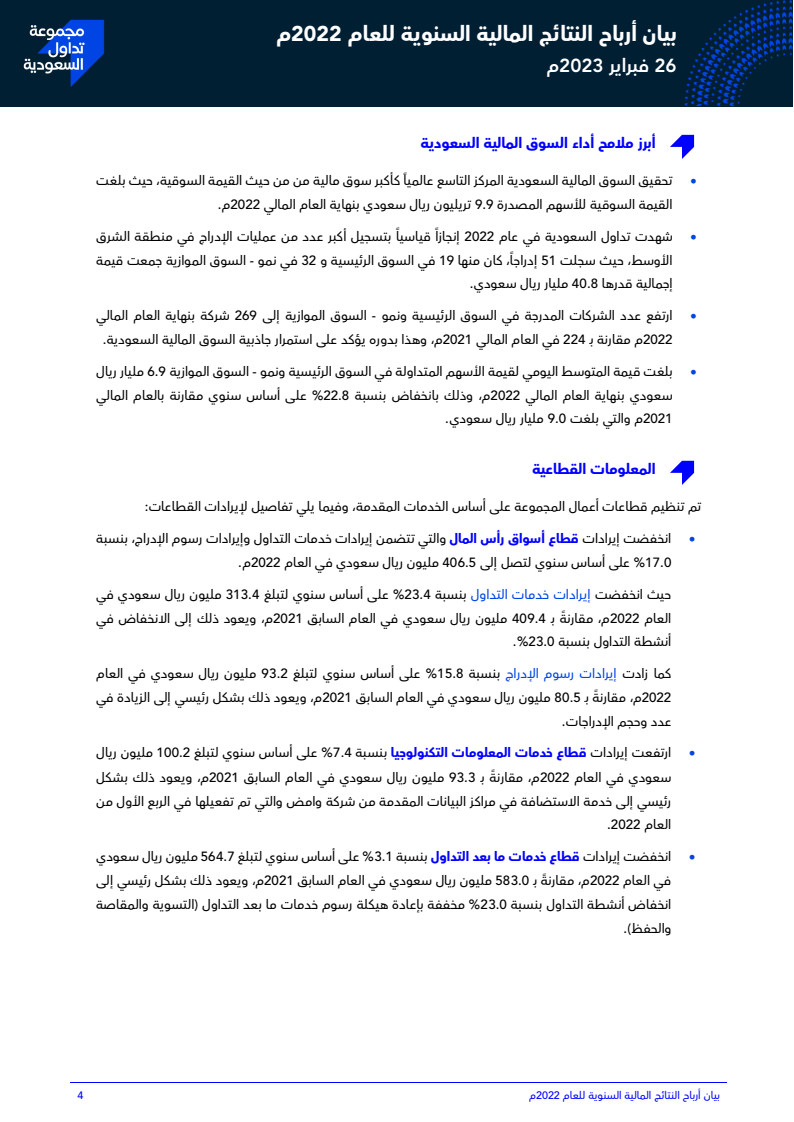 بيان أرباح النتائج المالية السنوية للعام 2022م
26 فبراير 2023م
مجموعة
تداول
السعودية
أبرز ملامح أداء السوق المالية السعودية
• تحقيق السوق المالية السعودية المركز التاسع عالمياً كأكبر سوق مالية من من حيث القيمة السوقية، حيث بلغت
القيمة السوقية للأسهم المصدرة 9.9 تريليون ريال سعودي بنهاية العام المالي 2022م.
• شهدت تداول السعودية في عام 2022 إنجازاً قياسياً بتسجيل أكبر عدد من عمليات الإدراج في منطقة الشرق
الأوسط، حيث سجلت 51 إدراجاً، كان منها 19 في السوق الرئيسية و 32 في نمو - السوق الموازية جمعت قيمة
إجمالية قدرها 40.8 مليار ريال سعودي.
• ارتفع عدد الشركات المدرجة في السوق الرئيسية ونمو - السوق الموازية إلى 269 شركة بنهاية العام المالي
2022م مقارنة بـ 224 في العام المالي 2021م، وهذا بدوره يؤكد على استمرار جاذبية السوق المالية السعودية.
• بلغت قيمة المتوسط اليومي لقيمة الأسهم المتداولة في السوق الرئيسية ونمو - السوق الموازية 6.9 مليار ريال
سعودي بنهاية العام المالي 2022م، وذلك بانخفاض بنسبة 22.8% على أساس سنوي مقارنة بالعام المالي
2021م والتي بلغت 9.0 مليار ريال سعودي.
المعلومات القطاعية
تم تنظيم قطاعات أعمال المجموعة على أساس الخدمات المقدمة، وفيما يلي تفاصيل لإيرادات القطاعات:
• انخفضت إيرادات قطاع أسواق رأس المال والتي تتضمن إيرادات خدمات التداول وإيرادات رسوم الإدراج، بنسبة
17.0% على أساس سنوي لتصل إلى 406.5 مليون ريال سعودي في العام 2022م.
حيث انخفضت إيرادات خدمات التداول بنسبة 23.4% على أساس سنوي لتبلغ 313.4 مليون ريال سعودي في
العام 2022م، مقارنةً بـ 409.4 مليون ريال سعودي في العام السابق 2021م، ويعود ذلك إلى الانخفاض في
أنشطة التداول بنسبة 23.0%.
كما زادت إيرادات رسوم الإدراج بنسبة 15.8% على أساس سنوي لتبلغ 93.2 مليون ريال سعودي في العام
2022م، مقارنةً بـ 80.5 مليون ريال سعودي في العام السابق 2021م، ويعود ذلك بشكل رئيسي إلى الزيادة في
عدد وحجم الإدراجات.
• ارتفعت إيرادات قطاع خدمات المعلومات التكنولوجيا بنسبة 7.4% على أساس سنوي لتبلغ 100.2 مليون ريال
سعودي في العام 2022م، مقارنةً بـ 93.3 مليون ريال سعودي في العام السابق 2021م، ويعود ذلك بشكل
رئيسي إلى خدمة الاستضافة في مراكز البيانات المقدمة من شركة وامض والتي تم تفعيلها في الربع الأول من
العام 2022.
• انخفضت إيرادات قطاع خدمات ما بعد التداول بنسبة 3.1% على أساس سنوي لتبلغ 564.7 مليون ريال سعودي
في العام 2022م، مقارنةً بـ 583.0 مليون ريال سعودي في العام السابق 2021م، ويعود ذلك بشكل رئيسي إلى
انخفاض أنشطة التداول بنسبة 23.0% مخففة بإعادة هيكلة رسوم خدمات ما بعد التداول (التسوية والمقاصة
والحفظ).
بيان أرباح النتائج المالية السنوية للعام 2022م
4